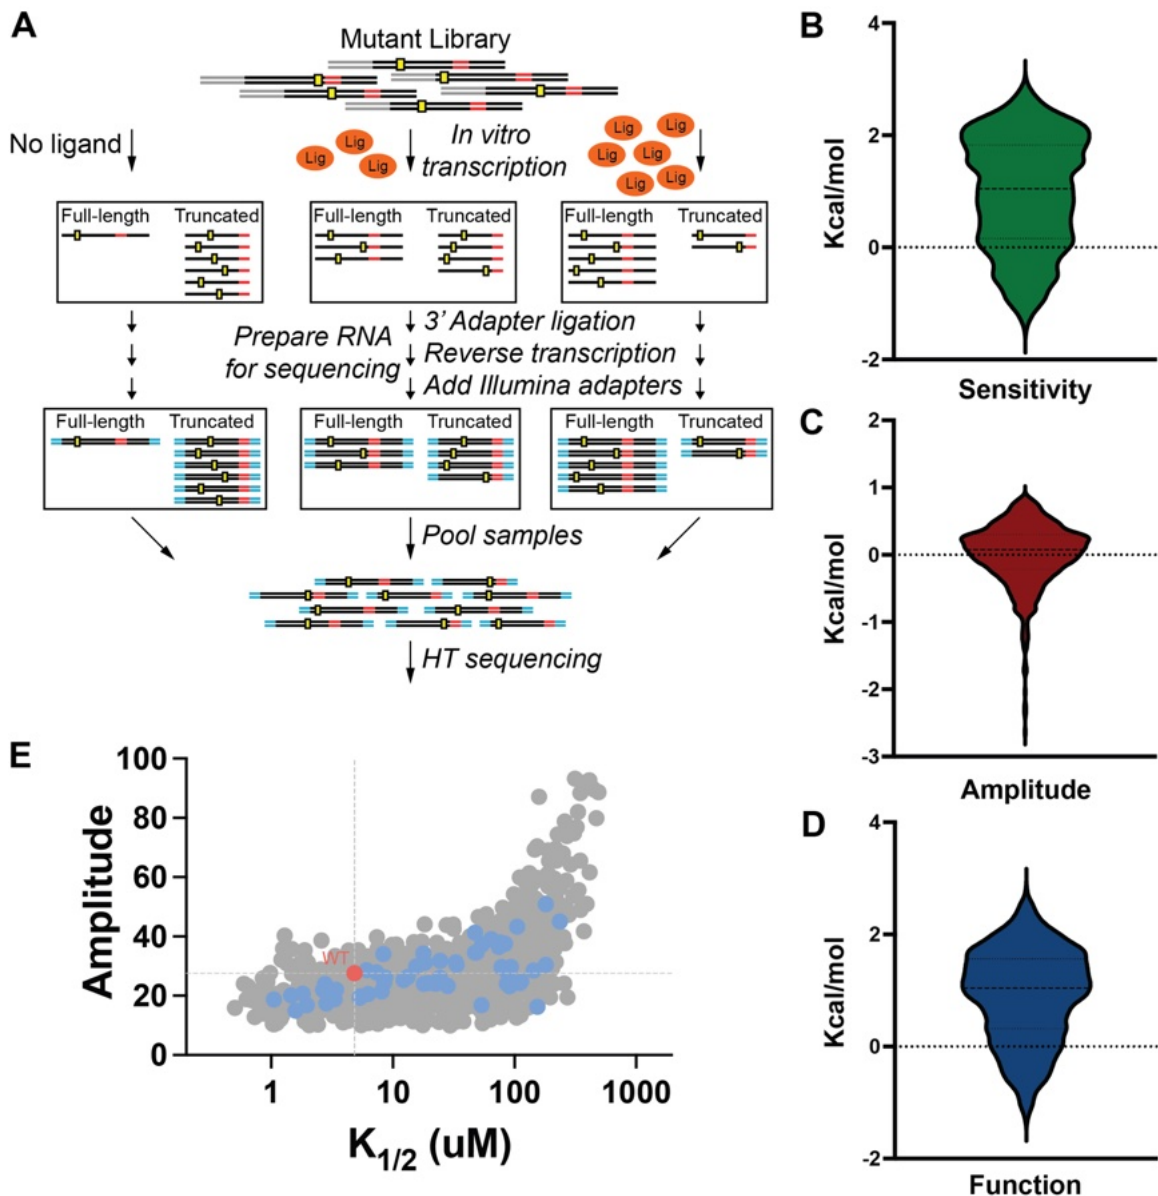 A
Mutant Library
No ligand
Lig
Lig
Lig
In vitro
transcription
Lig
Lig
Lig
Lig
Lig
Lig
Full-length Truncated
Full-length Truncated
Full-length Truncated
Prepare RNA
for sequencing
3' Adapter ligation
Reverse transcription
Add Illumina adapters
Full-length Truncated
Full-length Truncated
Full-length Truncated
Pool samples
HT sequencing
B
Kcal/mol
4
2
0
-2
Sensitivity
C
Kcal/mol
2
1
0
-1
-2
-3
Amplitude
D
Kcal/mol
4
2
0
-2
Function
E
Amplitude
100
80
60
40
20
0
WT
1 10 100 1000
K1/2 (uM)